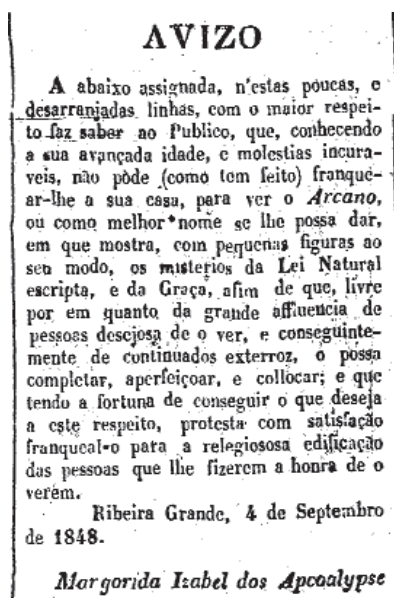 AVIZO
A abaixo assignada, n'estas poucas, e
desarranjadas linhas, com o maior respei-
to faz saber ao Publico, que, conhecendo
a sua avançada idade, e molestias incura-
veis, não póde (como tem feito) franque-
ar-lhe a sua casa, para ver o Arcano,
ou como melhor nome se lhe possa dar,
em que mostra, com pequenas figuras ao
seu modo, os misterios da Lei Natural
escripta, e da Graça, afim de que, livre
por em quanto da grande affluencia de
pessoas desejosa de o ver, e conseguinte-
mente de continuados exterroz, o possa
completar, aperfeiçoar, e collocar; e que
tendo a fortuna de conseguir o que deseja
a este respeito, protesta com satisfação
franqueal-o para a relegiososa edificação
das pessoas que lhe fizerem a honra de o
verem.
Ribeira Grande, 4 de Septembro
de 1848.
Margorida Izabel dos Apcoalypse